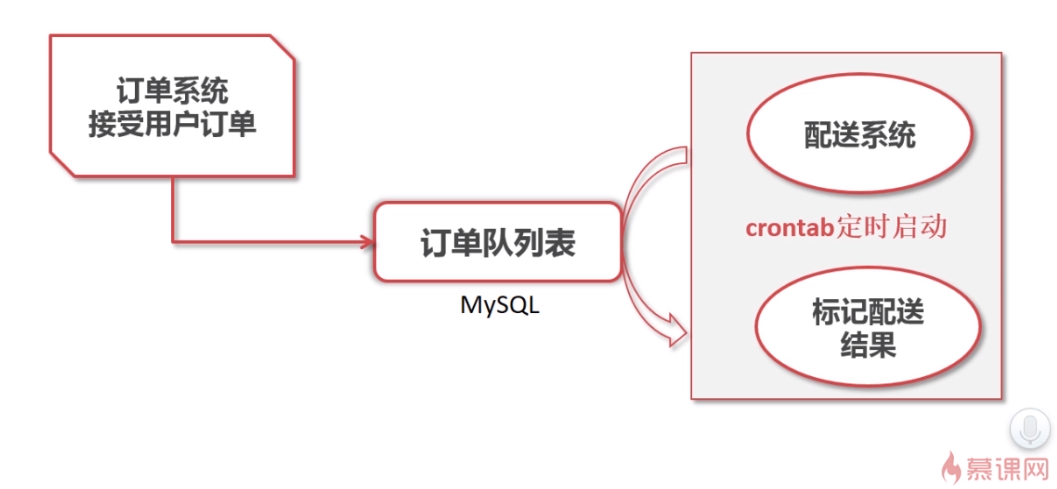 订单系统
接受用户订单
配送系统
crontab定时启动
订单队列表
MySQL
标记配送
结果
慕课网